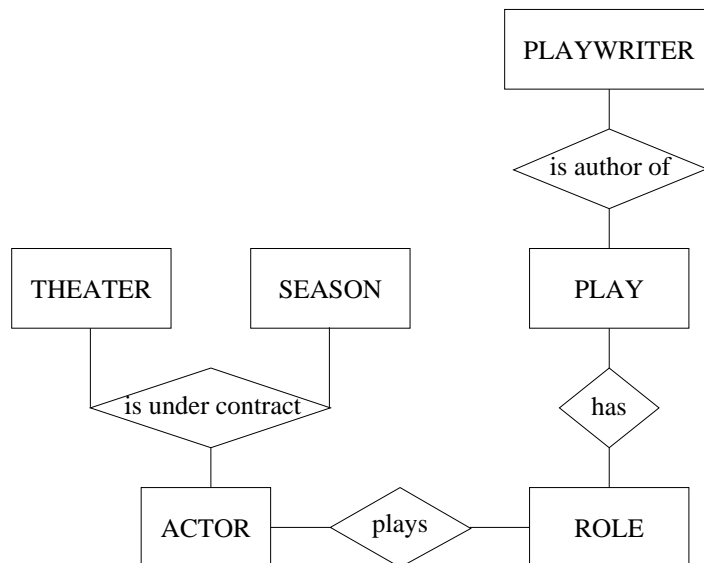 PLAYWRITER
is author of
THEATER
SEASON
PLAY
is under contract
has
ACTOR
plays
ROLE